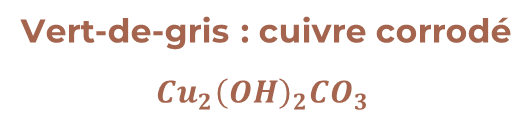 Vert-de-gris : cuivre corrodé
Cu₂(OH)₂CO₃